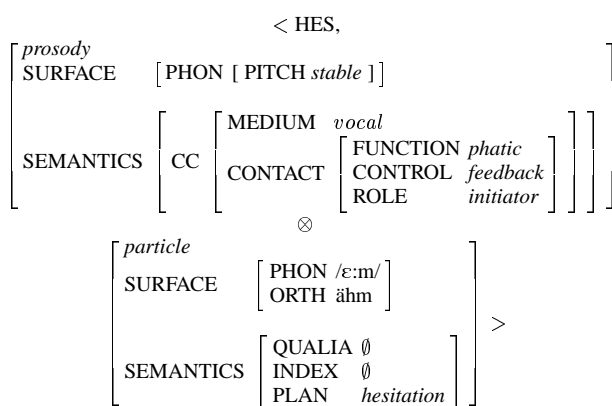 < HES,
prosody
SURFACE [ PHON [ PITCH stable ] ]
MEDIUM vocal
SEMANTICS CC CONTACT FUNCTION phatic
CONTROL feedback
ROLE initiator
⊗
particle
SURFACE PHON /ɛ:m/
ORTH ähm
QUALIA ∅
SEMANTICS INDEX ∅
PLAN hesitation
>